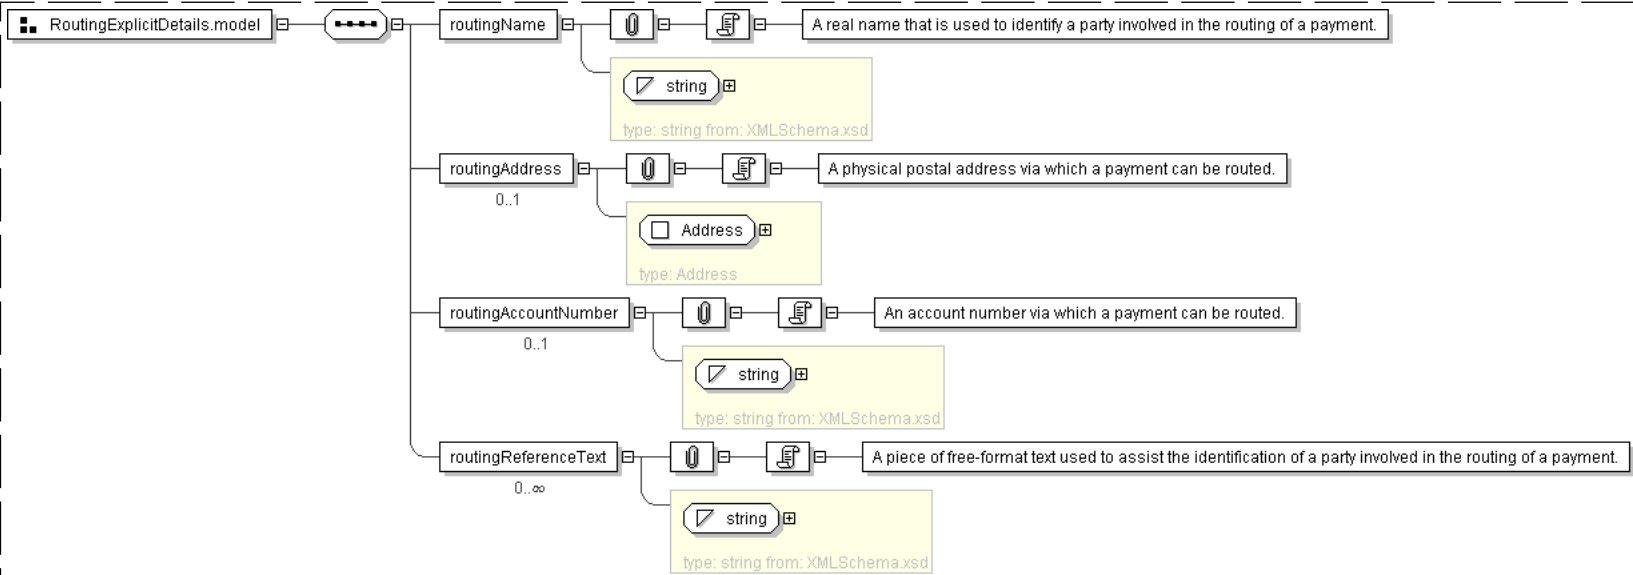 RoutingExplicitDetails.model
routingName
A real name that is used to identify a party involved in the routing of a payment.
string
type: string from: XMLSchema.xsd
routingAddress
A physical postal address via which a payment can be routed.
0..1
Address
type: Address
routingAccountNumber
An account number via which a payment can be routed.
0..1
string
type: string from: XMLSchema.xsd
routingReferenceText
A piece of free-format text used to assist the identification of a party involved in the routing of a payment.
0..∞
string
type: string from: XMLSchema.xsd